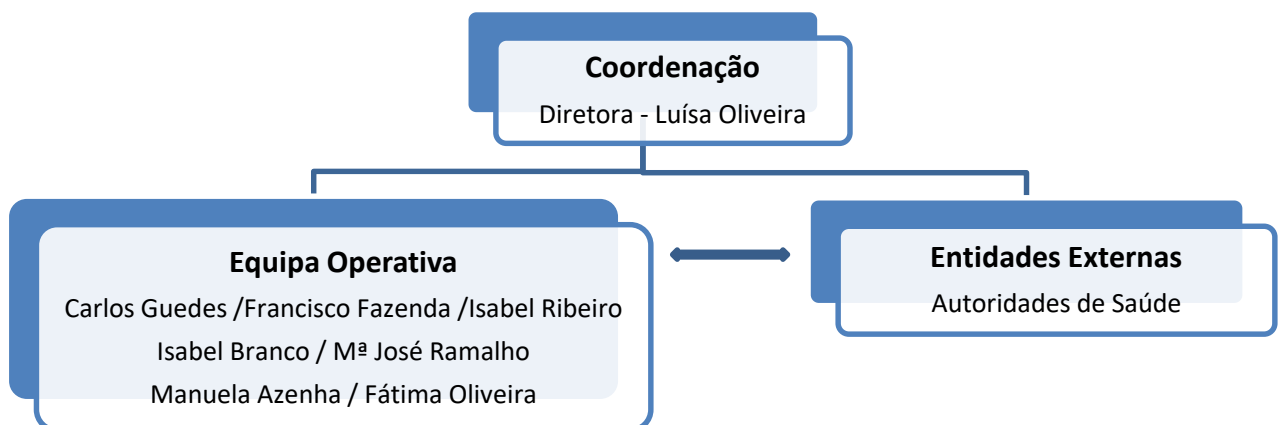 Coordenação
Diretora - Luísa Oliveira
Equipa Operativa
Carlos Guedes /Francisco Fazenda /Isabel Ribeiro
Isabel Branco / Mª José Ramalho
Manuela Azenha / Fátima Oliveira
Entidades Externas
Autoridades de Saúde